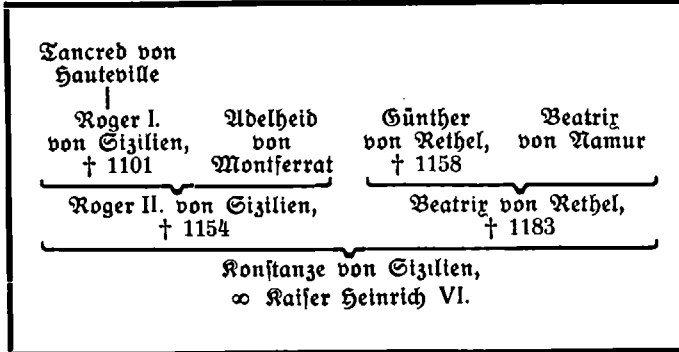 Tancred von
Hauteville
Roger I.
von Sizilien,
† 1101
Adelheid
von
Montferrat
Günther
von Rethel,
† 1158
Beatrix
von Namur
Roger II. von Sizilien,
† 1154
Beatrix von Rethel,
† 1183
Konstanze von Sizilien,
∞ Kaiser Heinrich VI.